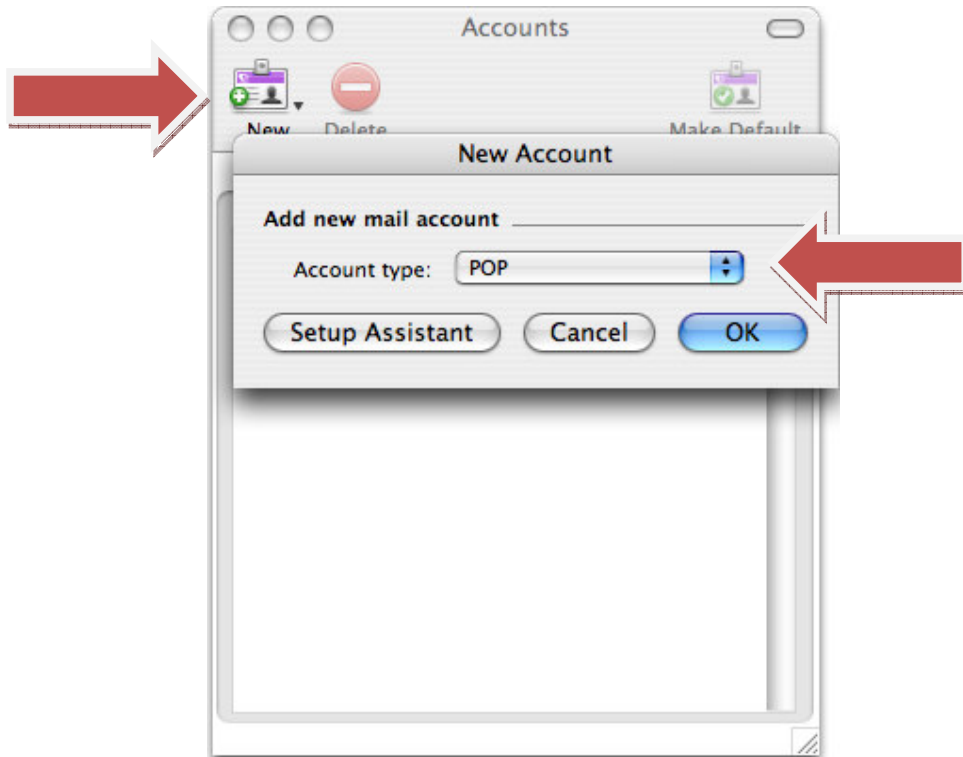 Accounts
New Delete Make Default
New Account
Add new mail account
Account type: POP
Setup Assistant Cancel OK